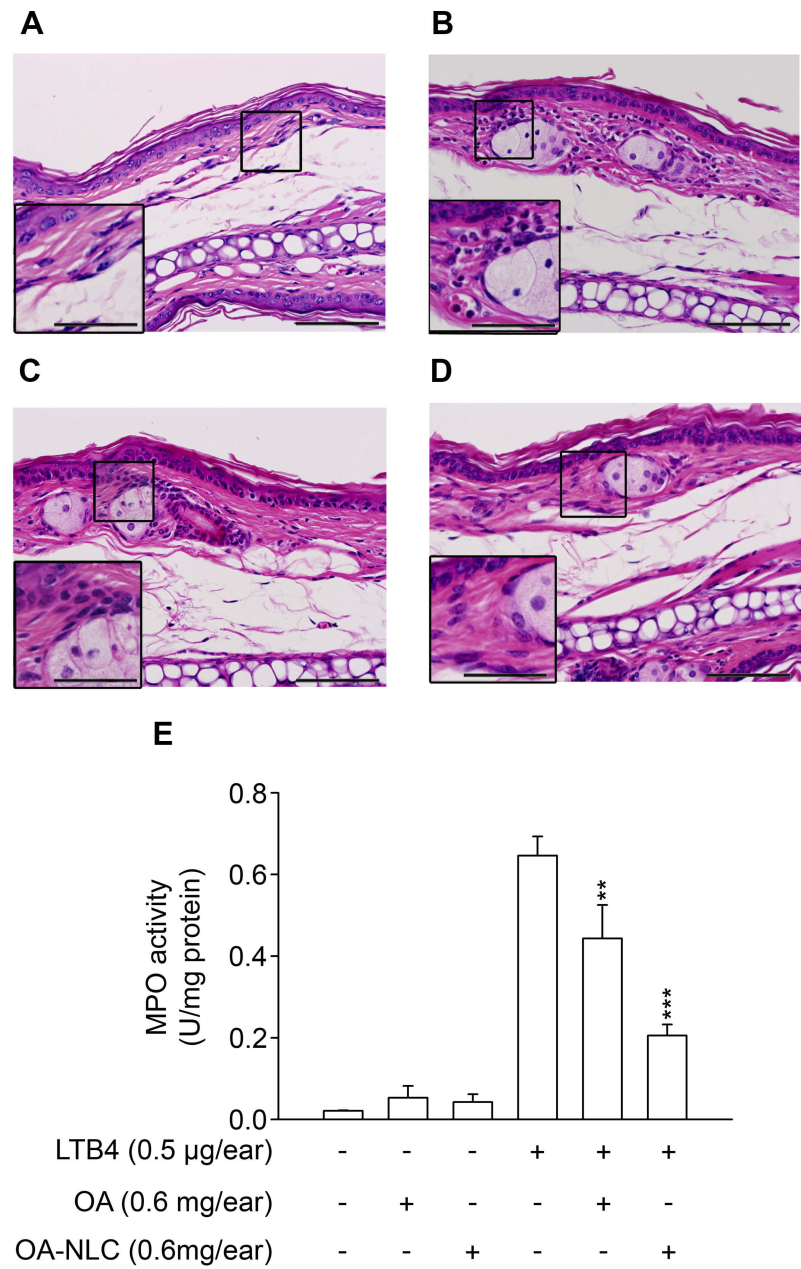 A
B
C
D
E
0.8
0.6
0.4
0.2
0.0
MPO activity
(U/mg protein)
**
***
LTB4 (0.5 µg/ear) - - - + + +
OA (0.6 mg/ear) - + - - + -
OA-NLC (0.6mg/ear) - - + - - +